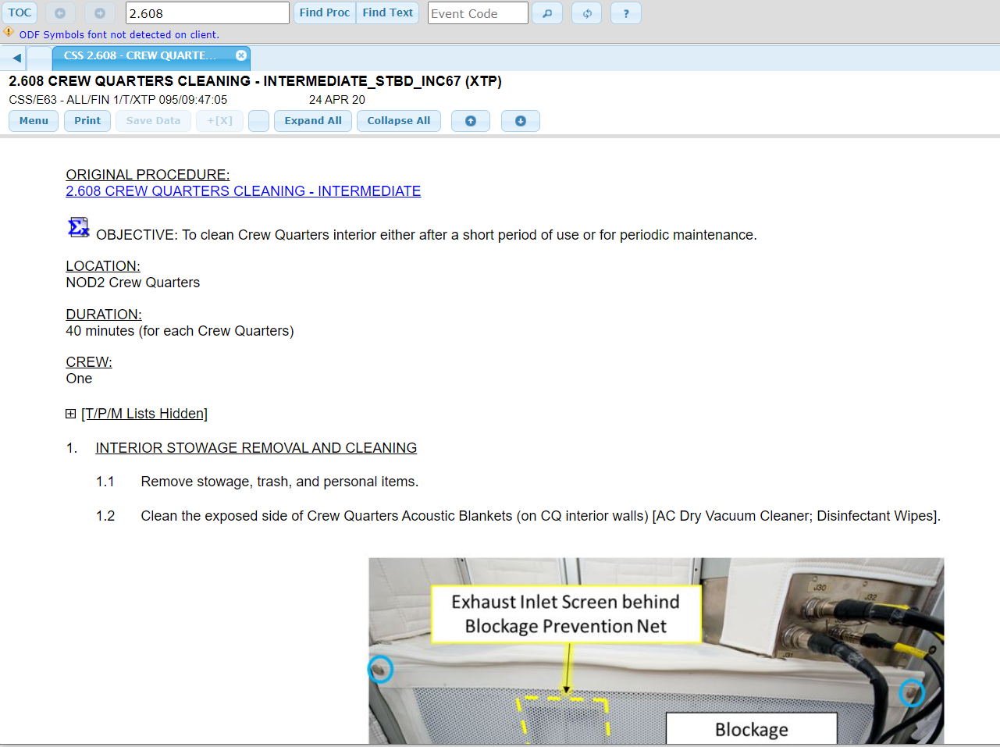 TOC 2.608 Find Proc Find Text Event Code ?
ODF Symbols font not detected on client.
CSS 2.608 - CREW QUARTE...
2.608 CREW QUARTERS CLEANING - INTERMEDIATE_STBD_INC67 (XTP)
CSS/E63 - ALL/FIN 1/T/XTP 095/09:47:05 24 APR 20
Menu Print Save Data +[X] Expand All Collapse All
ORIGINAL PROCEDURE:
2.608 CREW QUARTERS CLEANING - INTERMEDIATE
OBJECTIVE: To clean Crew Quarters interior either after a short period of use or for periodic maintenance.
LOCATION:
NOD2 Crew Quarters
DURATION:
40 minutes (for each Crew Quarters)
CREW:
One
[T/P/M Lists Hidden]
1. INTERIOR STOWAGE REMOVAL AND CLEANING
1.1 Remove stowage, trash, and personal items.
1.2 Clean the exposed side of Crew Quarters Acoustic Blankets (on CQ interior walls) [AC Dry Vacuum Cleaner; Disinfectant Wipes].
Exhaust Inlet Screen behind
Blockage Prevention Net
J30
J32
J31
Blockage